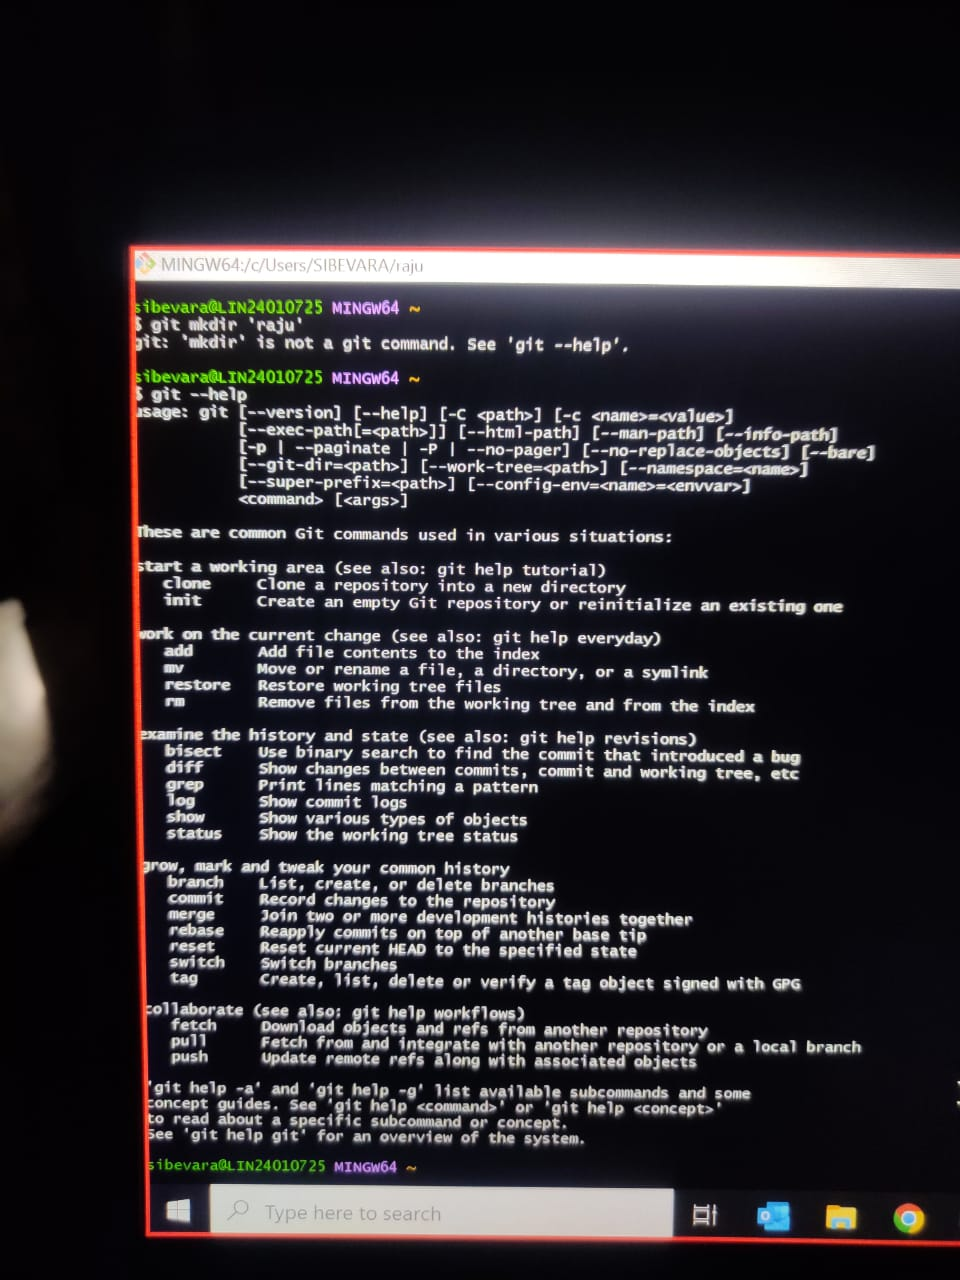 MINGW64:/c/Users/SIBEVARA/raju
sibevara@LIN24010725 MINGW64 ~
$ git mkdir 'raju'
git: 'mkdir' is not a git command. See 'git --help'.
sibevara@LIN24010725 MINGW64 ~
$ git --help
usage: git [--version] [--help] [-C <path>] [-c <name>=<value>]
[--exec-path[=<path>]] [--html-path] [--man-path] [--info-path]
[-p | --paginate | -P | --no-pager] [--no-replace-objects] [--bare]
[--git-dir=<path>] [--work-tree=<path>] [--namespace=<name>]
[--super-prefix=<path>] [--config-env=<name>=<envvar>]
<command> [<args>]
These are common Git commands used in various situations:
start a working area (see also: git help tutorial)
clone Clone a repository into a new directory
init Create an empty Git repository or reinitialize an existing one
work on the current change (see also: git help everyday)
add Add file contents to the index
mv Move or rename a file, a directory, or a symlink
restore Restore working tree files
rm Remove files from the working tree and from the index
examine the history and state (see also: git help revisions)
bisect Use binary search to find the commit that introduced a bug
diff Show changes between commits, commit and working tree, etc
grep Print lines matching a pattern
log Show commit logs
show Show various types of objects
status Show the working tree status
grow, mark and tweak your common history
branch List, create, or delete branches
commit Record changes to the repository
merge Join two or more development histories together
rebase Reapply commits on top of another base tip
reset Reset current HEAD to the specified state
switch Switch branches
tag Create, list, delete or verify a tag object signed with GPG
collaborate (see also: git help workflows)
fetch Download objects and refs from another repository
pull Fetch from and integrate with another repository or a local branch
push Update remote refs along with associated objects
'git help -a' and 'git help -g' list available subcommands and some
concept guides. See 'git help <command>' or 'git help <concept>'
to read about a specific subcommand or concept.
See 'git help git' for an overview of the system.
sibevara@LIN24010725 MINGW64 ~
Type here to search